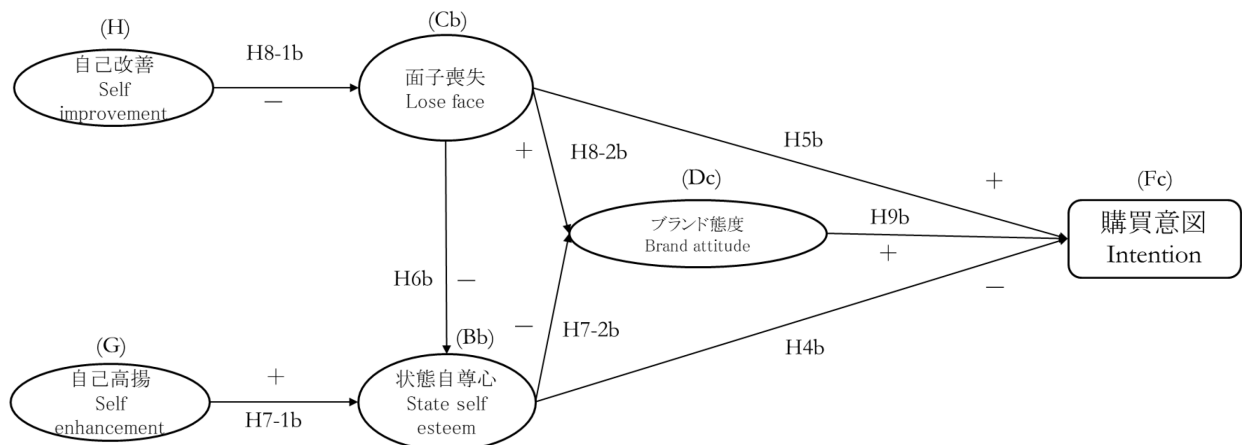 (H)
自己改善
Self
improvement
H8-1b
－
(Cb)
面子喪失
Lose face
H5b
＋
＋
H8-2b
(Dc)
ブランド態度
Brand attitude
H9b
＋
(Fc)
購買意図
Intention
H6b
－
－
H7-2b
－
H4b
(G)
自己高揚
Self
enhancement
＋
H7-1b
(Bb)
状態自尊心
State self
esteem